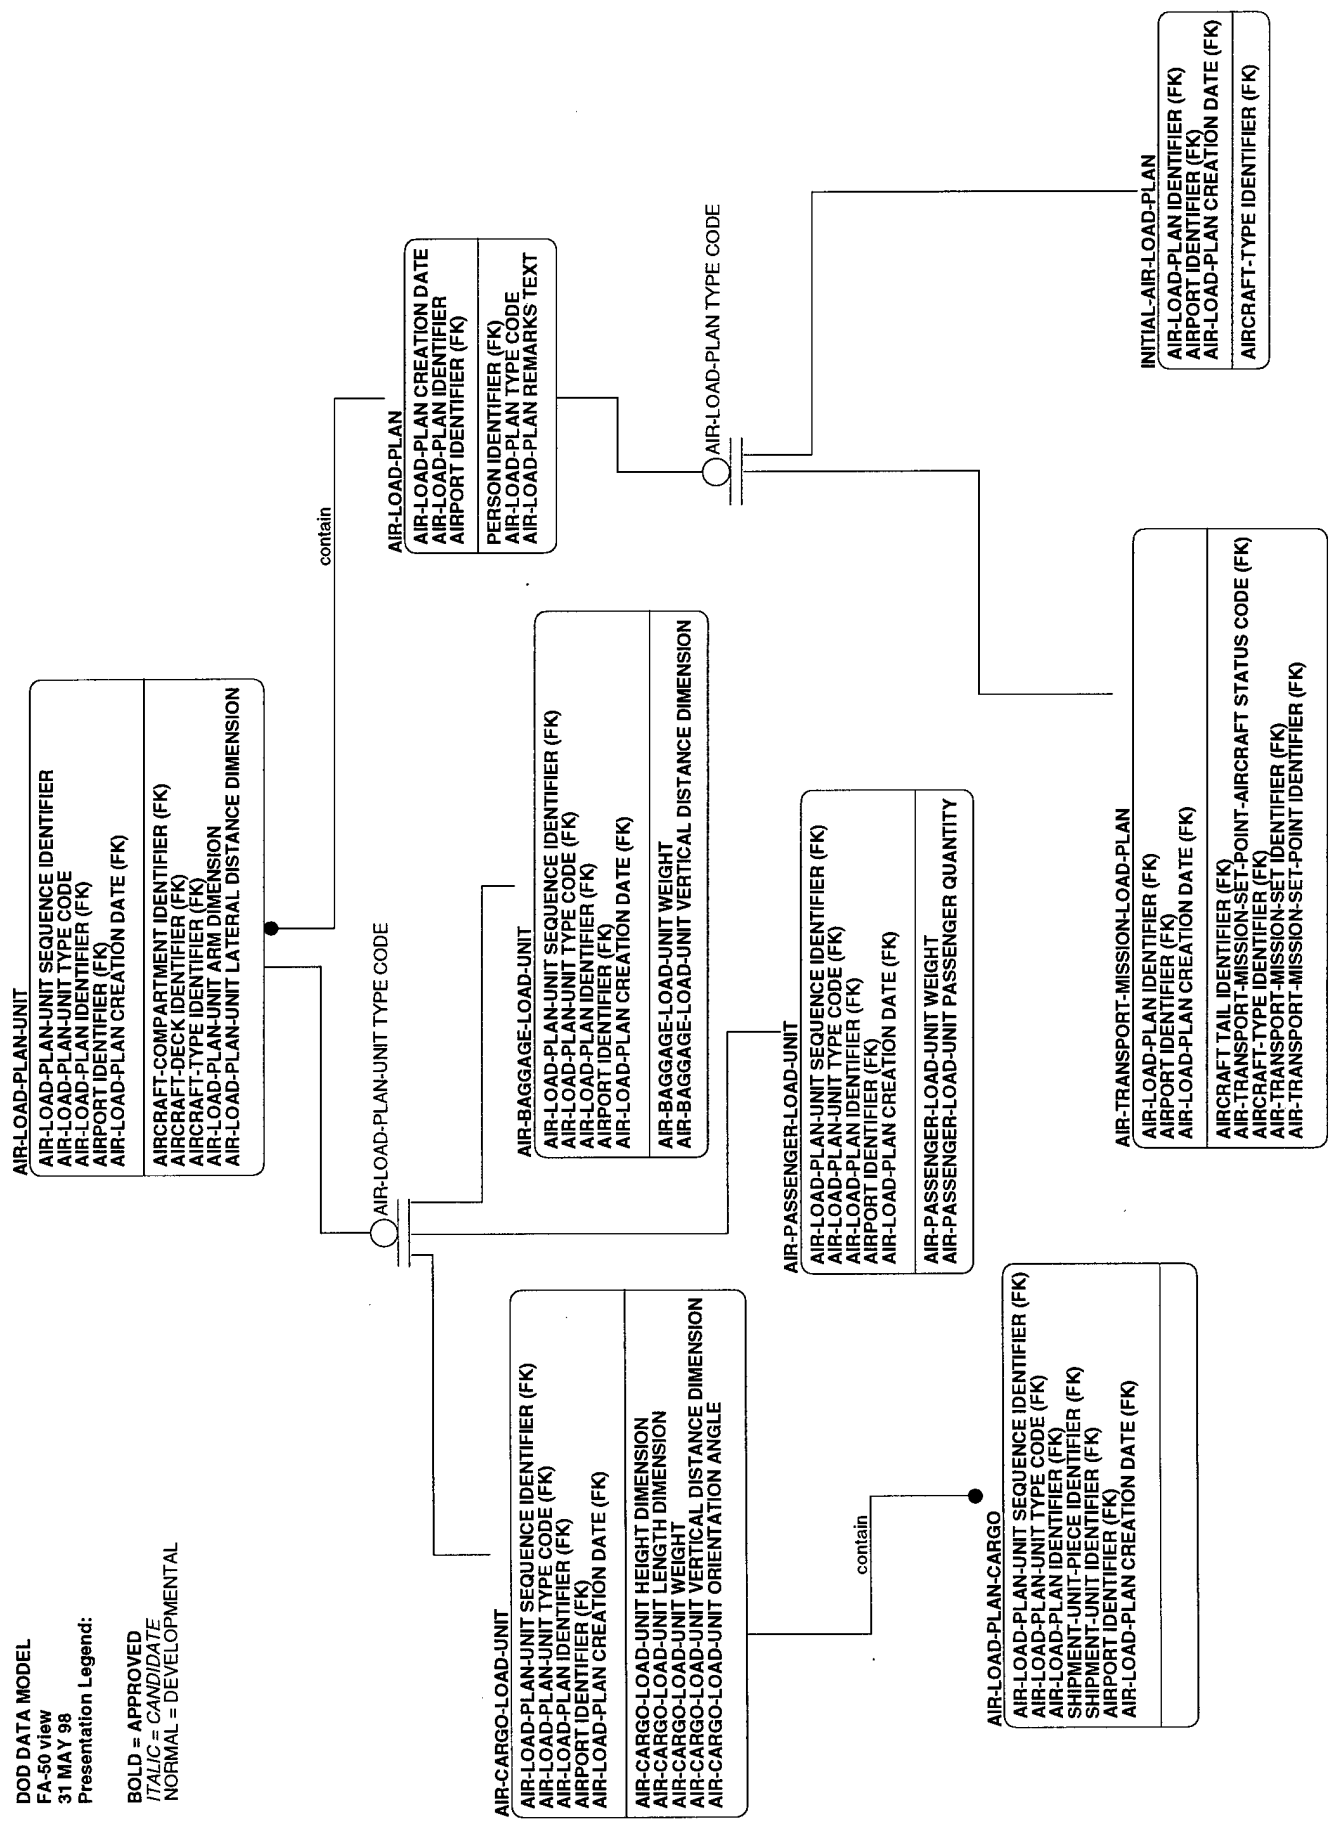 DOD DATA MODEL
FA-50 view
31 MAY 98
Presentation Legend:
BOLD = APPROVED
ITALIC = CANDIDATE
NORMAL = DEVELOPMENTAL
AIR-LOAD-PLAN-UNIT
AIR-LOAD-PLAN-UNIT SEQUENCE IDENTIFIER
AIR-LOAD-PLAN-UNIT TYPE CODE
AIR-LOAD-PLAN IDENTIFIER (FK)
AIRPORT IDENTIFIER (FK)
AIR-LOAD-PLAN CREATION DATE (FK)
AIRCRAFT-COMPARTMENT IDENTIFIER (FK)
AIRCRAFT-DECK IDENTIFIER (FK)
AIRCRAFT-TYPE IDENTIFIER (FK)
AIR-LOAD-PLAN-UNIT ARM DIMENSION
AIR-LOAD-PLAN-UNIT LATERAL DISTANCE DIMENSION
contain
AIR-LOAD-PLAN-UNIT TYPE CODE
AIR-LOAD-PLAN
AIR-LOAD-PLAN CREATION DATE
AIR-LOAD-PLAN IDENTIFIER
AIRPORT IDENTIFIER (FK)
PERSON IDENTIFIER (FK)
AIR-LOAD-PLAN TYPE CODE
AIR-LOAD-PLAN REMARKS TEXT
AIR-CARGO-LOAD-UNIT
AIR-LOAD-PLAN-UNIT SEQUENCE IDENTIFIER (FK)
AIR-LOAD-PLAN-UNIT TYPE CODE (FK)
AIR-LOAD-PLAN IDENTIFIER (FK)
AIRPORT IDENTIFIER (FK)
AIR-LOAD-PLAN CREATION DATE (FK)
AIR-CARGO-LOAD-UNIT HEIGHT DIMENSION
AIR-CARGO-LOAD-UNIT LENGTH DIMENSION
AIR-CARGO-LOAD-UNIT WEIGHT
AIR-CARGO-LOAD-UNIT VERTICAL DISTANCE DIMENSION
AIR-CARGO-LOAD-UNIT ORIENTATION ANGLE
AIR-BAGGAGE-LOAD-UNIT
AIR-LOAD-PLAN-UNIT SEQUENCE IDENTIFIER (FK)
AIR-LOAD-PLAN-UNIT TYPE CODE (FK)
AIR-LOAD-PLAN IDENTIFIER (FK)
AIRPORT IDENTIFIER (FK)
AIR-LOAD-PLAN CREATION DATE (FK)
AIR-BAGGAGE-LOAD-UNIT WEIGHT
AIR-BAGGAGE-LOAD-UNIT VERTICAL DISTANCE DIMENSION
AIR-LOAD-PLAN TYPE CODE
AIR-PASSENGER-LOAD-UNIT
AIR-LOAD-PLAN-UNIT SEQUENCE IDENTIFIER (FK)
AIR-LOAD-PLAN-UNIT TYPE CODE (FK)
AIR-LOAD-PLAN IDENTIFIER (FK)
AIRPORT IDENTIFIER (FK)
AIR-LOAD-PLAN CREATION DATE (FK)
AIR-PASSENGER-LOAD-UNIT WEIGHT
AIR-PASSENGER-LOAD-UNIT PASSENGER QUANTITY
contain
AIR-LOAD-PLAN-CARGO
AIR-LOAD-PLAN-UNIT SEQUENCE IDENTIFIER (FK)
AIR-LOAD-PLAN-UNIT TYPE CODE (FK)
AIR-LOAD-PLAN IDENTIFIER (FK)
SHIPMENT-UNIT-PIECE IDENTIFIER (FK)
SHIPMENT-UNIT IDENTIFIER (FK)
AIRPORT IDENTIFIER (FK)
AIR-LOAD-PLAN CREATION DATE (FK)
AIR-TRANSPORT-MISSION-LOAD-PLAN
AIR-LOAD-PLAN IDENTIFIER (FK)
AIRPORT IDENTIFIER (FK)
AIR-LOAD-PLAN CREATION DATE (FK)
AIRCRAFT TAIL IDENTIFIER (FK)
AIR-TRANSPORT-MISSION-SET-POINT-AIRCRAFT STATUS CODE (FK)
AIRCRAFT-TYPE IDENTIFIER (FK)
AIR-TRANSPORT-MISSION-SET IDENTIFIER (FK)
AIR-TRANSPORT-MISSION-SET-POINT IDENTIFIER (FK)
INITIAL-AIR-LOAD-PLAN
AIR-LOAD-PLAN IDENTIFIER (FK)
AIRPORT IDENTIFIER (FK)
AIR-LOAD-PLAN CREATION DATE (FK)
AIRCRAFT-TYPE IDENTIFIER (FK)